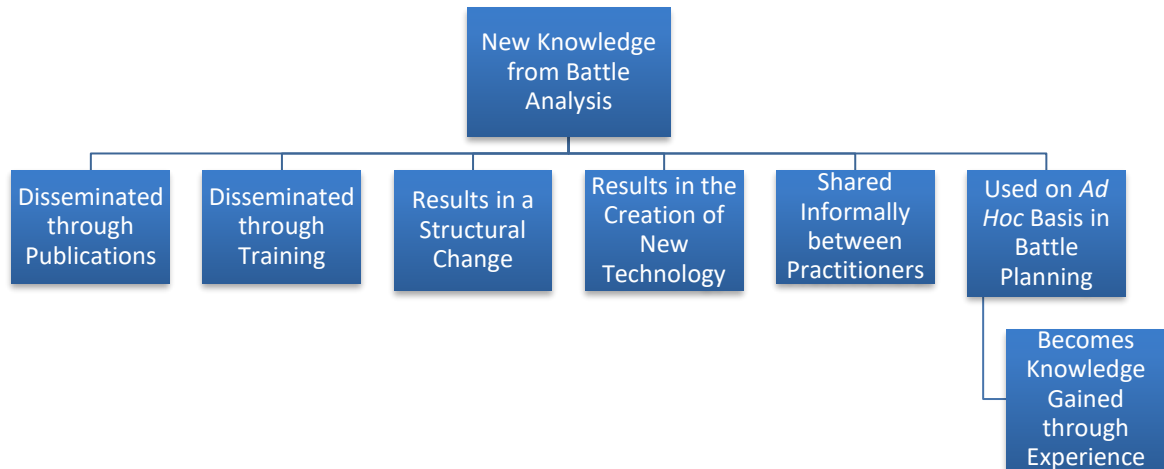 New Knowledge
from Battle
Analysis
Disseminated
through
Publications
Disseminated
through
Training
Results in a
Structural
Change
Results in the
Creation of
New
Technology
Shared
Informally
between
Practitioners
Used on Ad
Hoc Basis in
Battle
Planning
Becomes
Knowledge
Gained
through
Experience